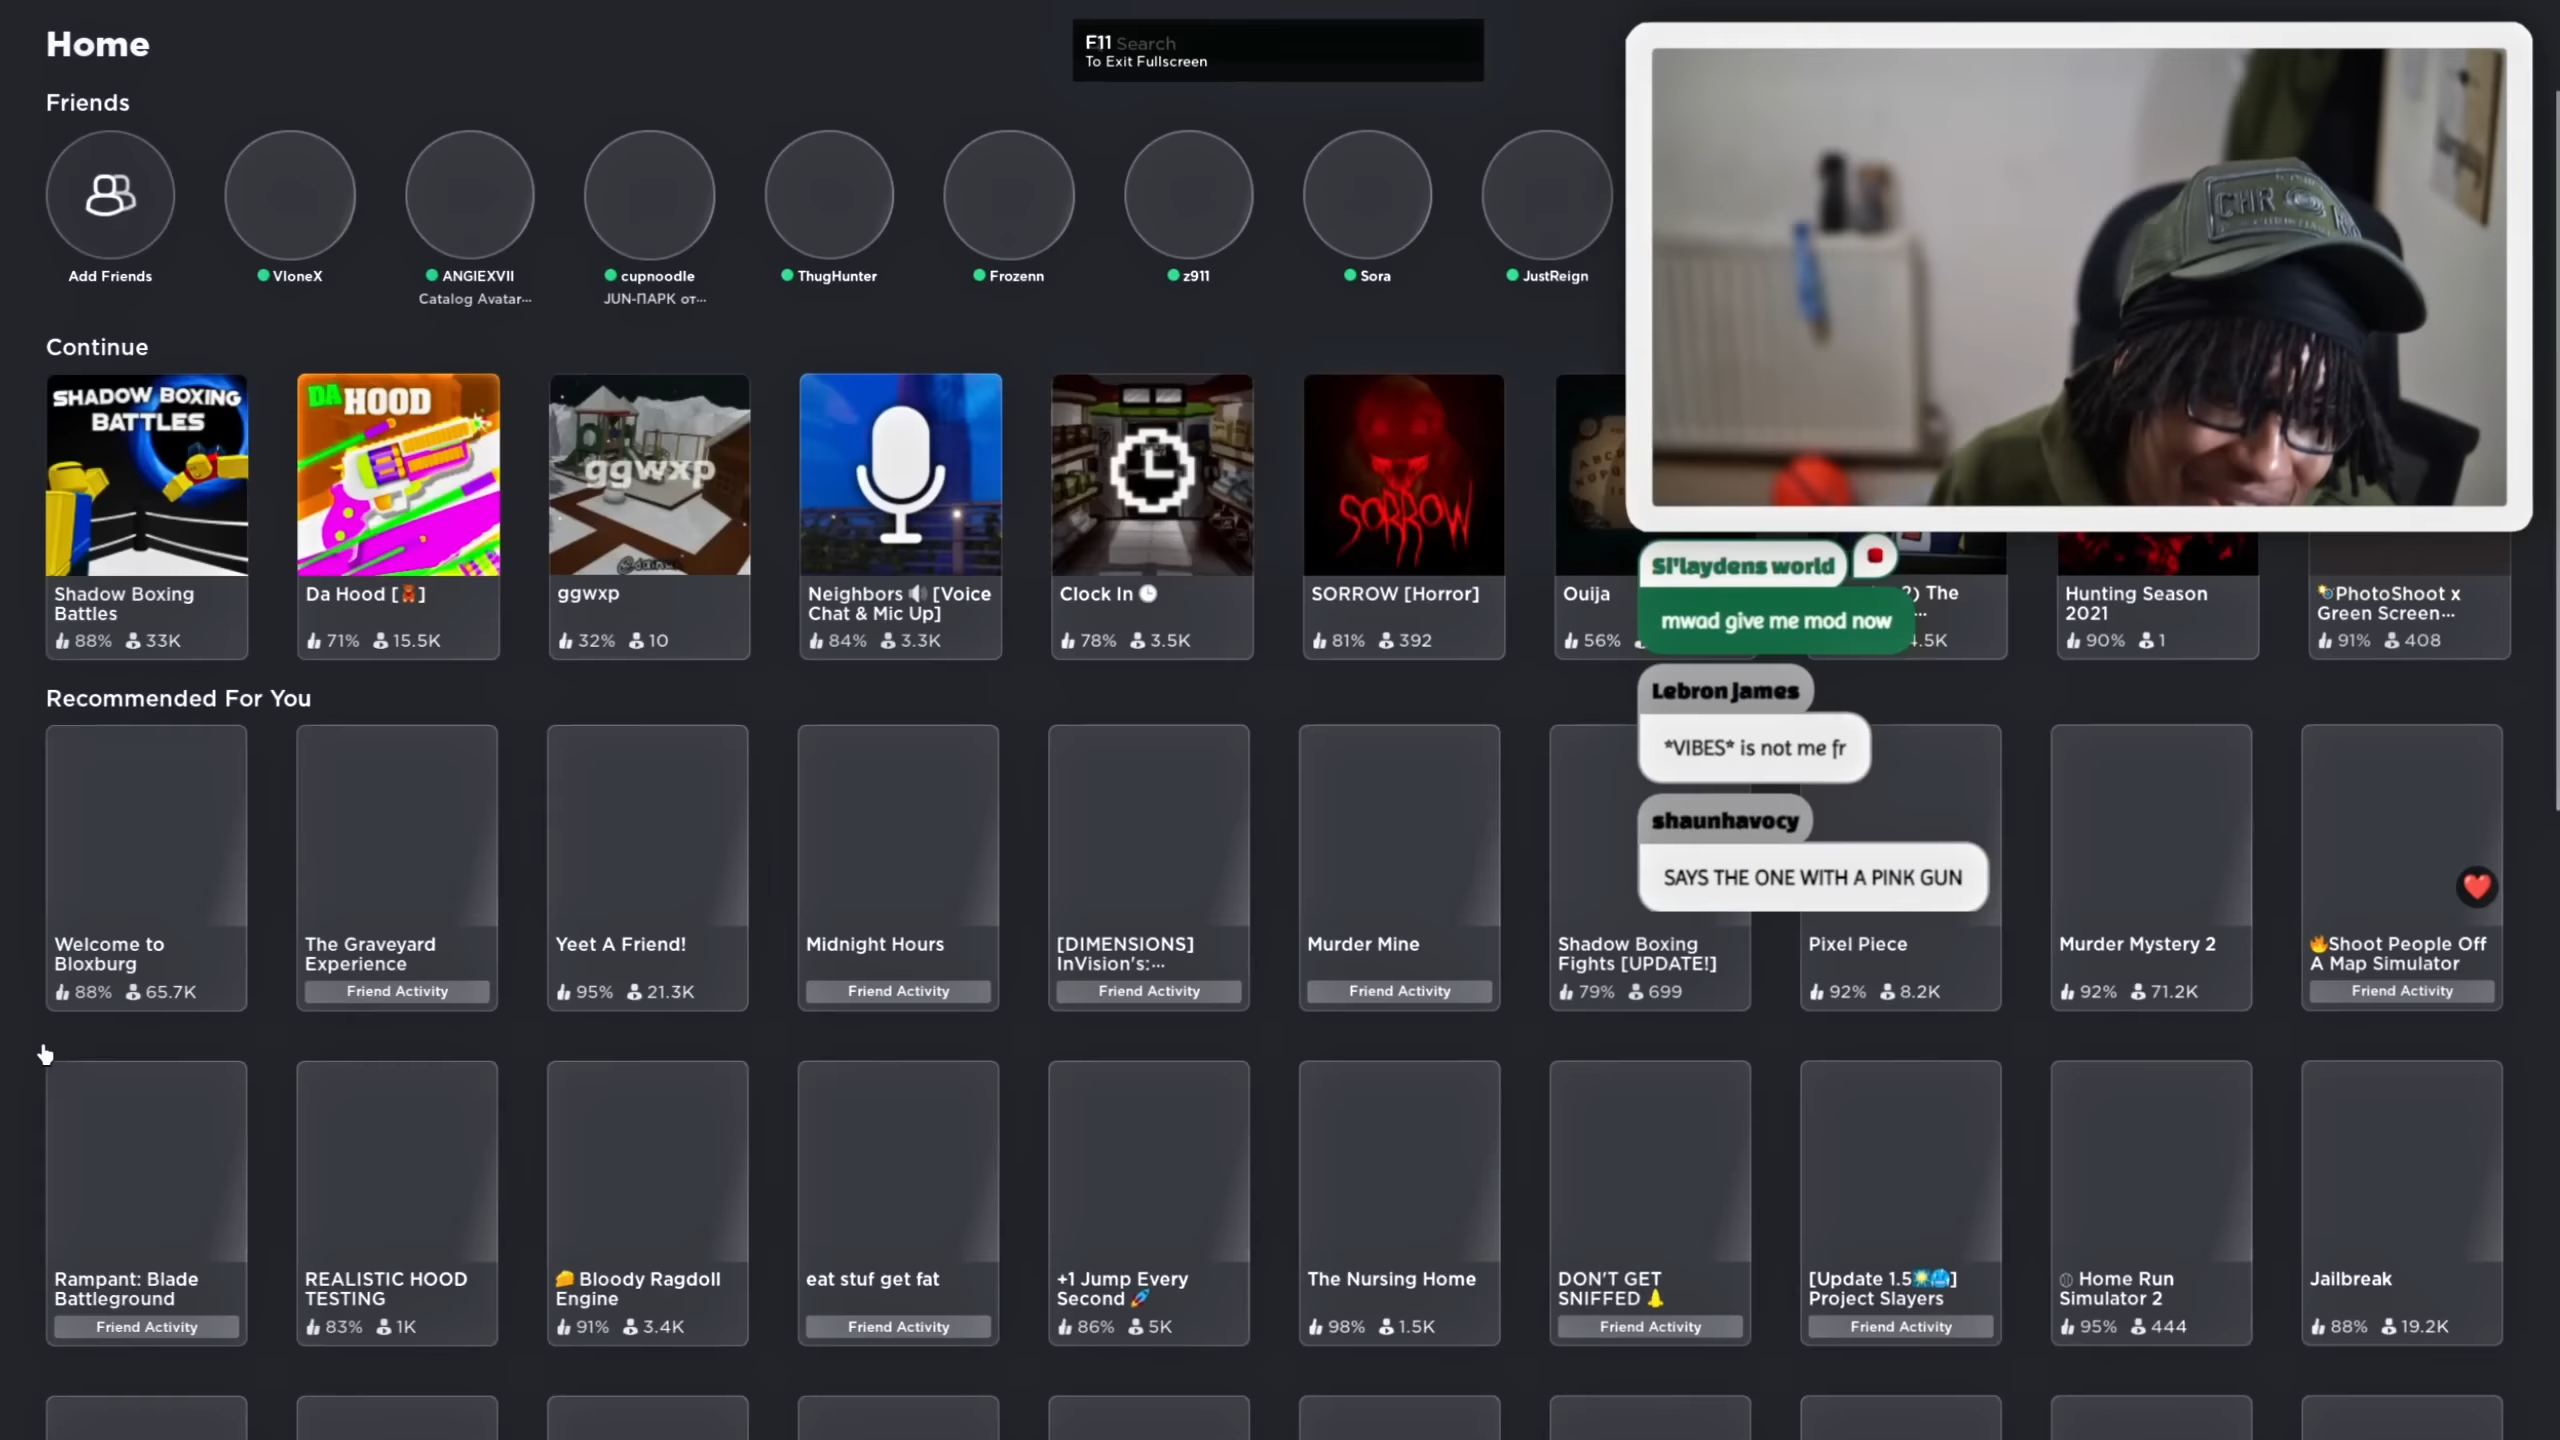 Home
F11 Search
To Exit Fullscreen
Friends
Add Friends
VloneX
ANGIEXVII
Catalog Avatar...
cupnoodle
JUN-ПАРК от...
ThugHunter
Frozenn
z911
Sora
JustReign
CHR
Continue
SHADOW BOXING
BATTLES
DA HOOD
ggwxp
SORROW
Shadow Boxing
Battles
88% 33K
Da Hood [🧸]
71% 15.5K
ggwxp
32% 10
Neighbors 🔊 [Voice
Chat & Mic Up]
84% 3.3K
Clock In 🕒
78% 3.5K
SORROW [Horror]
81% 392
Ouija
56%
The
...
4.5K
Hunting Season
2021
90% 1
PhotoShoot x
Green Screen...
91% 408
Si'laydens world
mwad give me mod now
Lebron james
*VIBES* is not me fr
shaunhavocy
SAYS THE ONE WITH A PINK GUN
Recommended For You
Welcome to
Bloxburg
88% 65.7K
The Graveyard
Experience
Friend Activity
Yeet A Friend!
95% 21.3K
Midnight Hours
Friend Activity
[DIMENSIONS]
InVision's:...
Friend Activity
Murder Mine
Friend Activity
Shadow Boxing
Fights [UPDATE!]
79% 699
Pixel Piece
92% 8.2K
Murder Mystery 2
92% 71.2K
🔥Shoot People Off
A Map Simulator
Friend Activity
Rampant: Blade
Battleground
Friend Activity
REALISTIC HOOD
TESTING
83% 1K
🧀 Bloody Ragdoll
Engine
91% 3.4K
eat stuf get fat
Friend Activity
+1 Jump Every
Second 🚀
86% 5K
The Nursing Home
98% 1.5K
DON'T GET
SNIFFED 👃
Friend Activity
[Update 1.5☀️🥶]
Project Slayers
Friend Activity
Home Run
Simulator 2
95% 444
Jailbreak
88% 19.2K